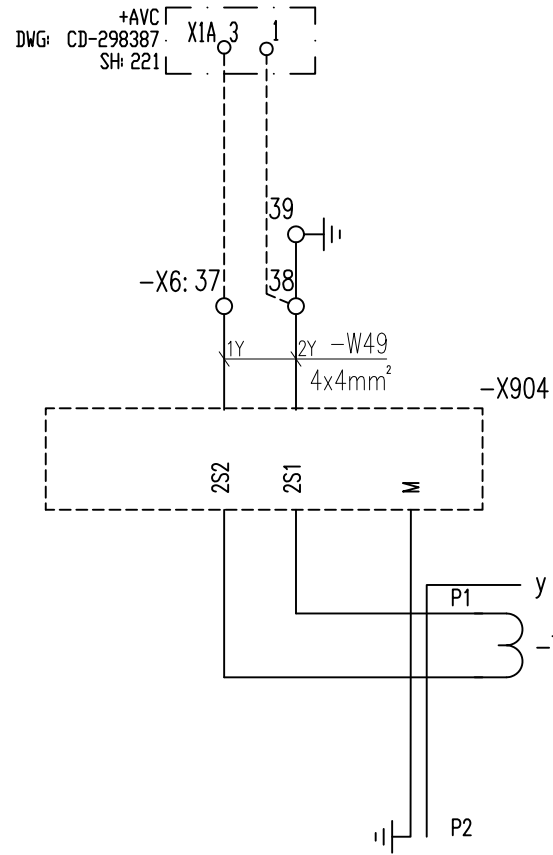 +AVC
DWG: CD-298387
SH: 221
X1A 3 1
39
-X6: 37 38
1Y 2Y -W49
4x4mm²
-X904
2S2 2S1 M
y
P1
P2